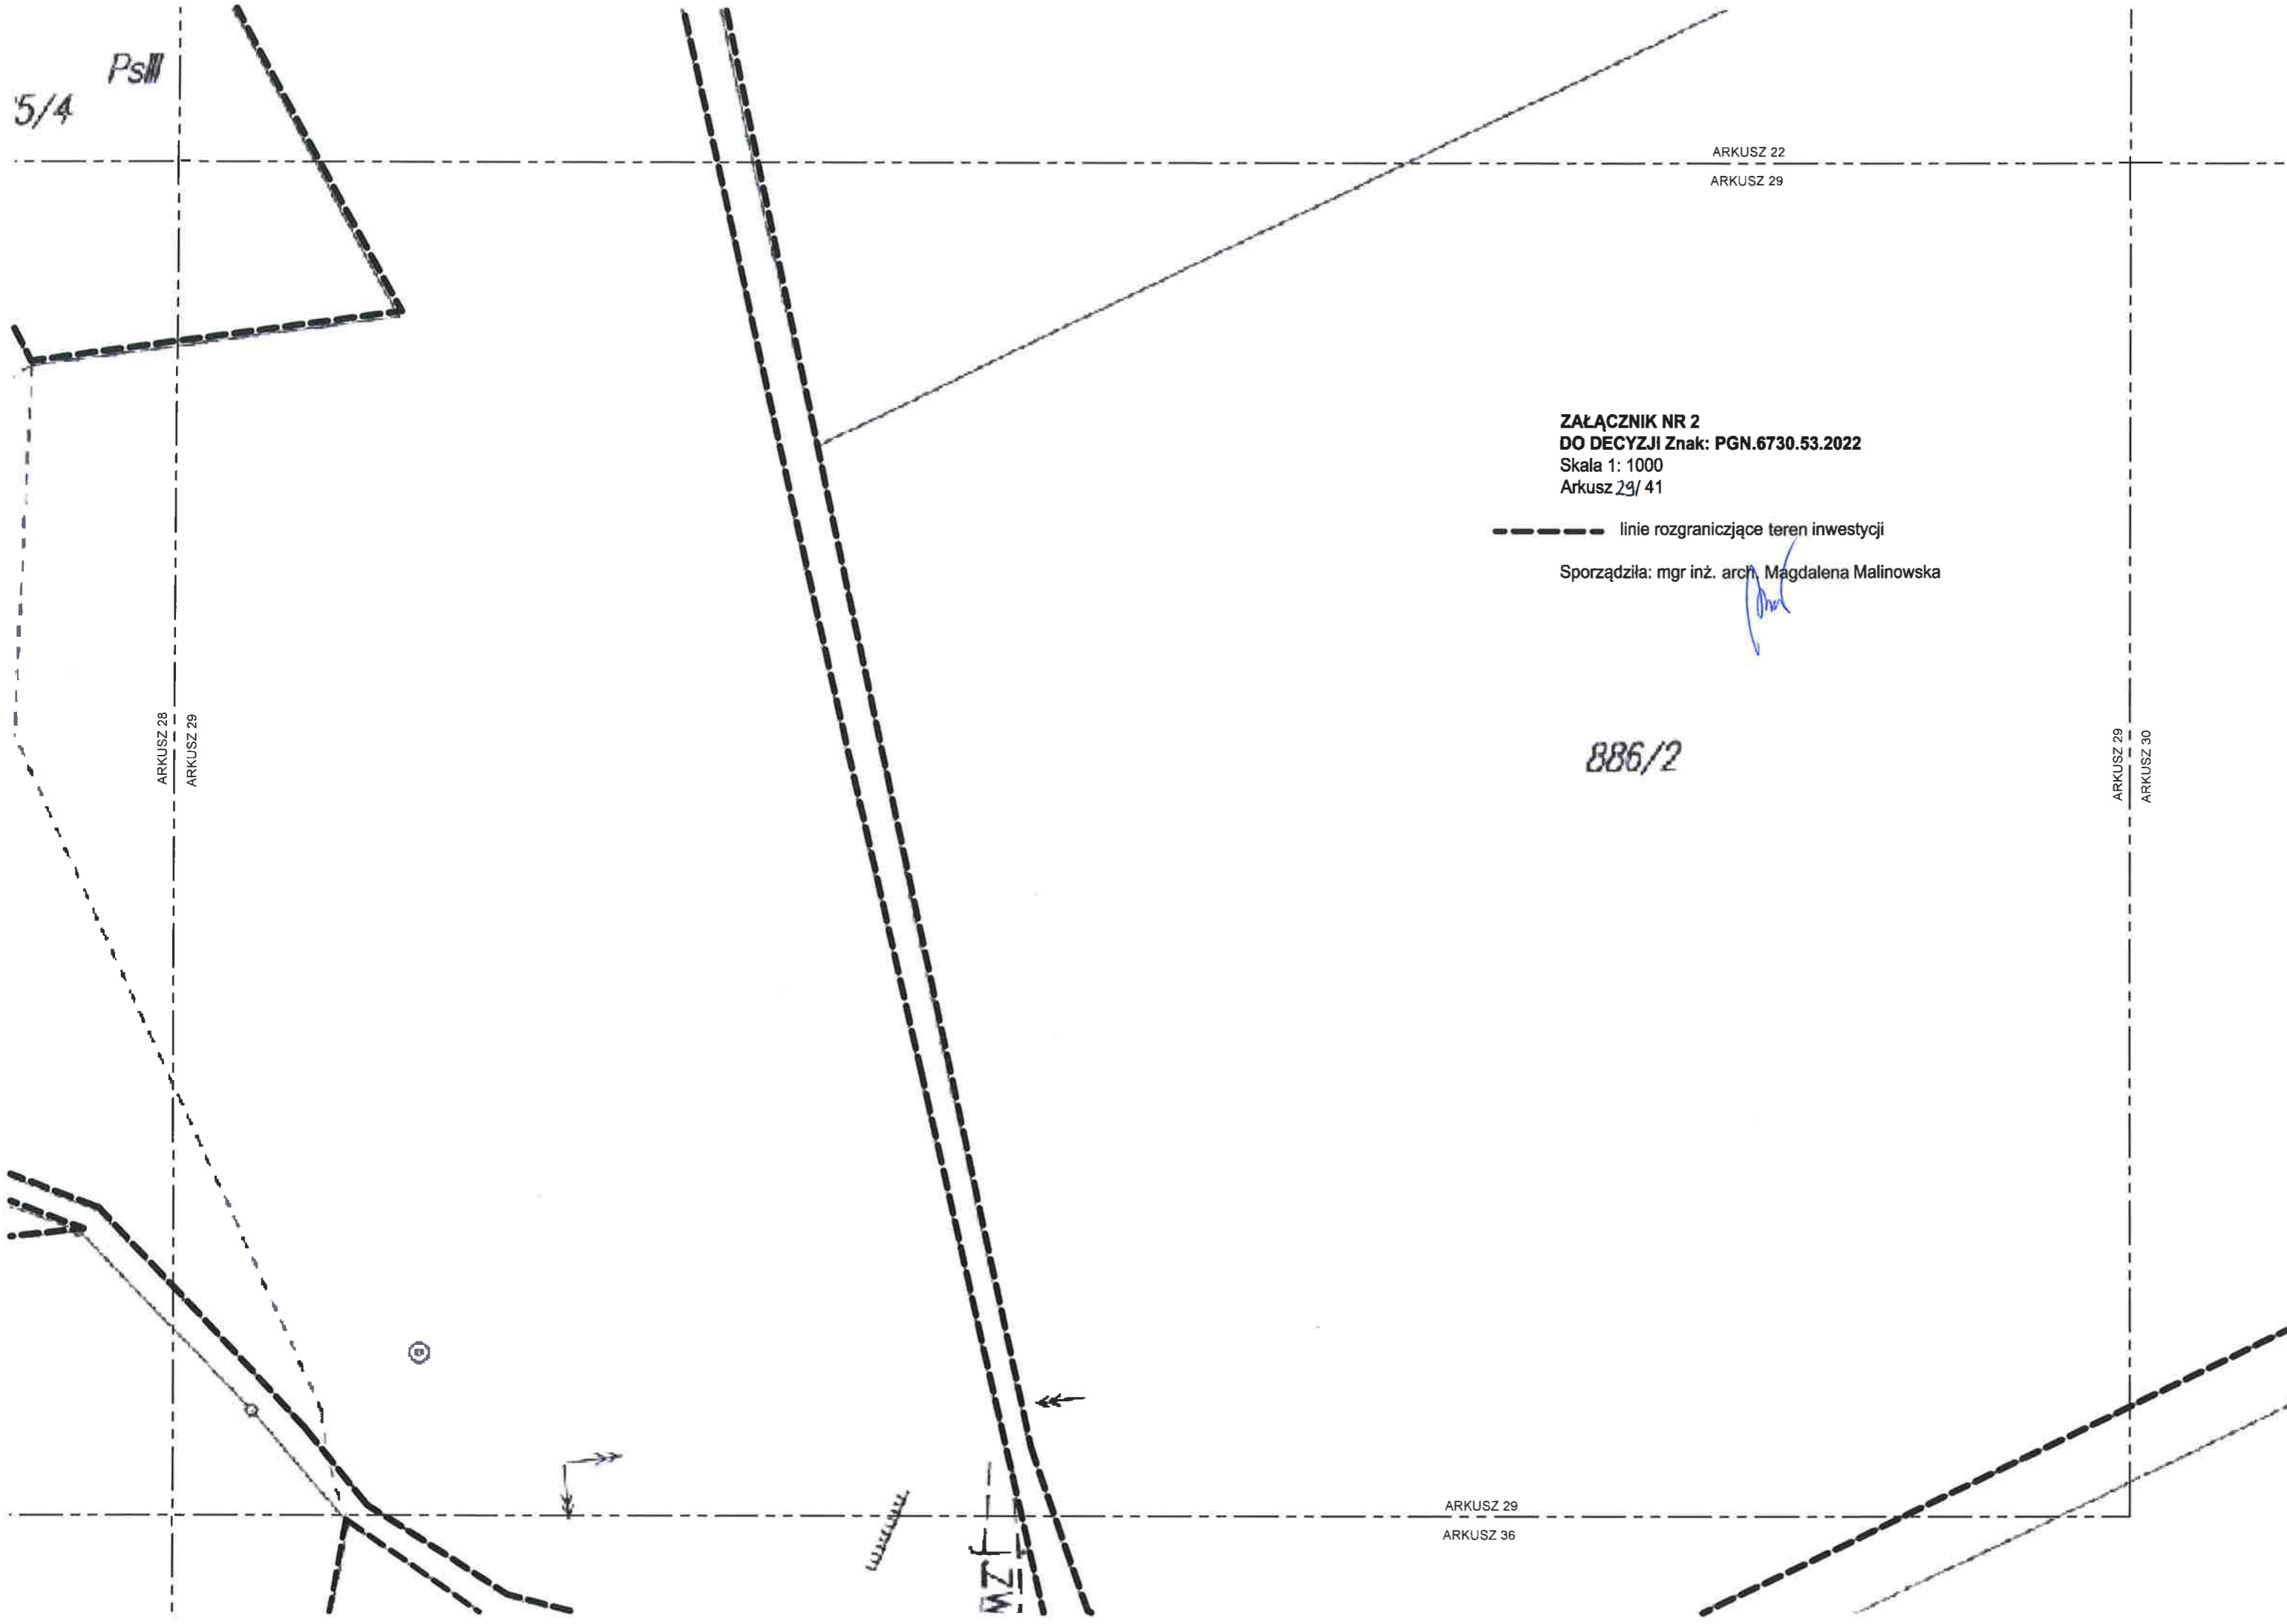 PsIII
5/4
ARKUSZ 22
ARKUSZ 29
ZAŁĄCZNIK NR 2
DO DECYZJI Znak: PGN.6730.53.2022
Skala 1: 1000
Arkusz 29/ 41
linie rozgraniczjące teren inwestycji
Sporządziła: mgr inż. arch. Magdalena Malinowska
ARKUSZ 28
ARKUSZ 29
886/2
ARKUSZ 29
ARKUSZ 30
ARKUSZ 29
ARKUSZ 36